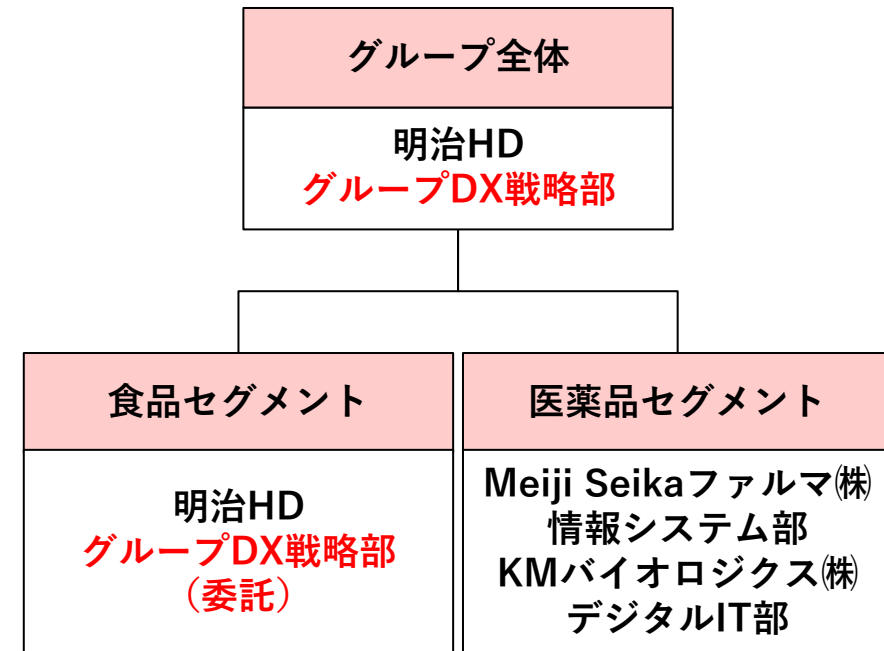 グループ全体
明治HD
グループDX戦略部
食品セグメント
明治HD
グループDX戦略部
（委託）
医薬品セグメント
Meiji Seikaファルマ㈱
情報システム部
KMバイオロジクス㈱
デジタルIT部